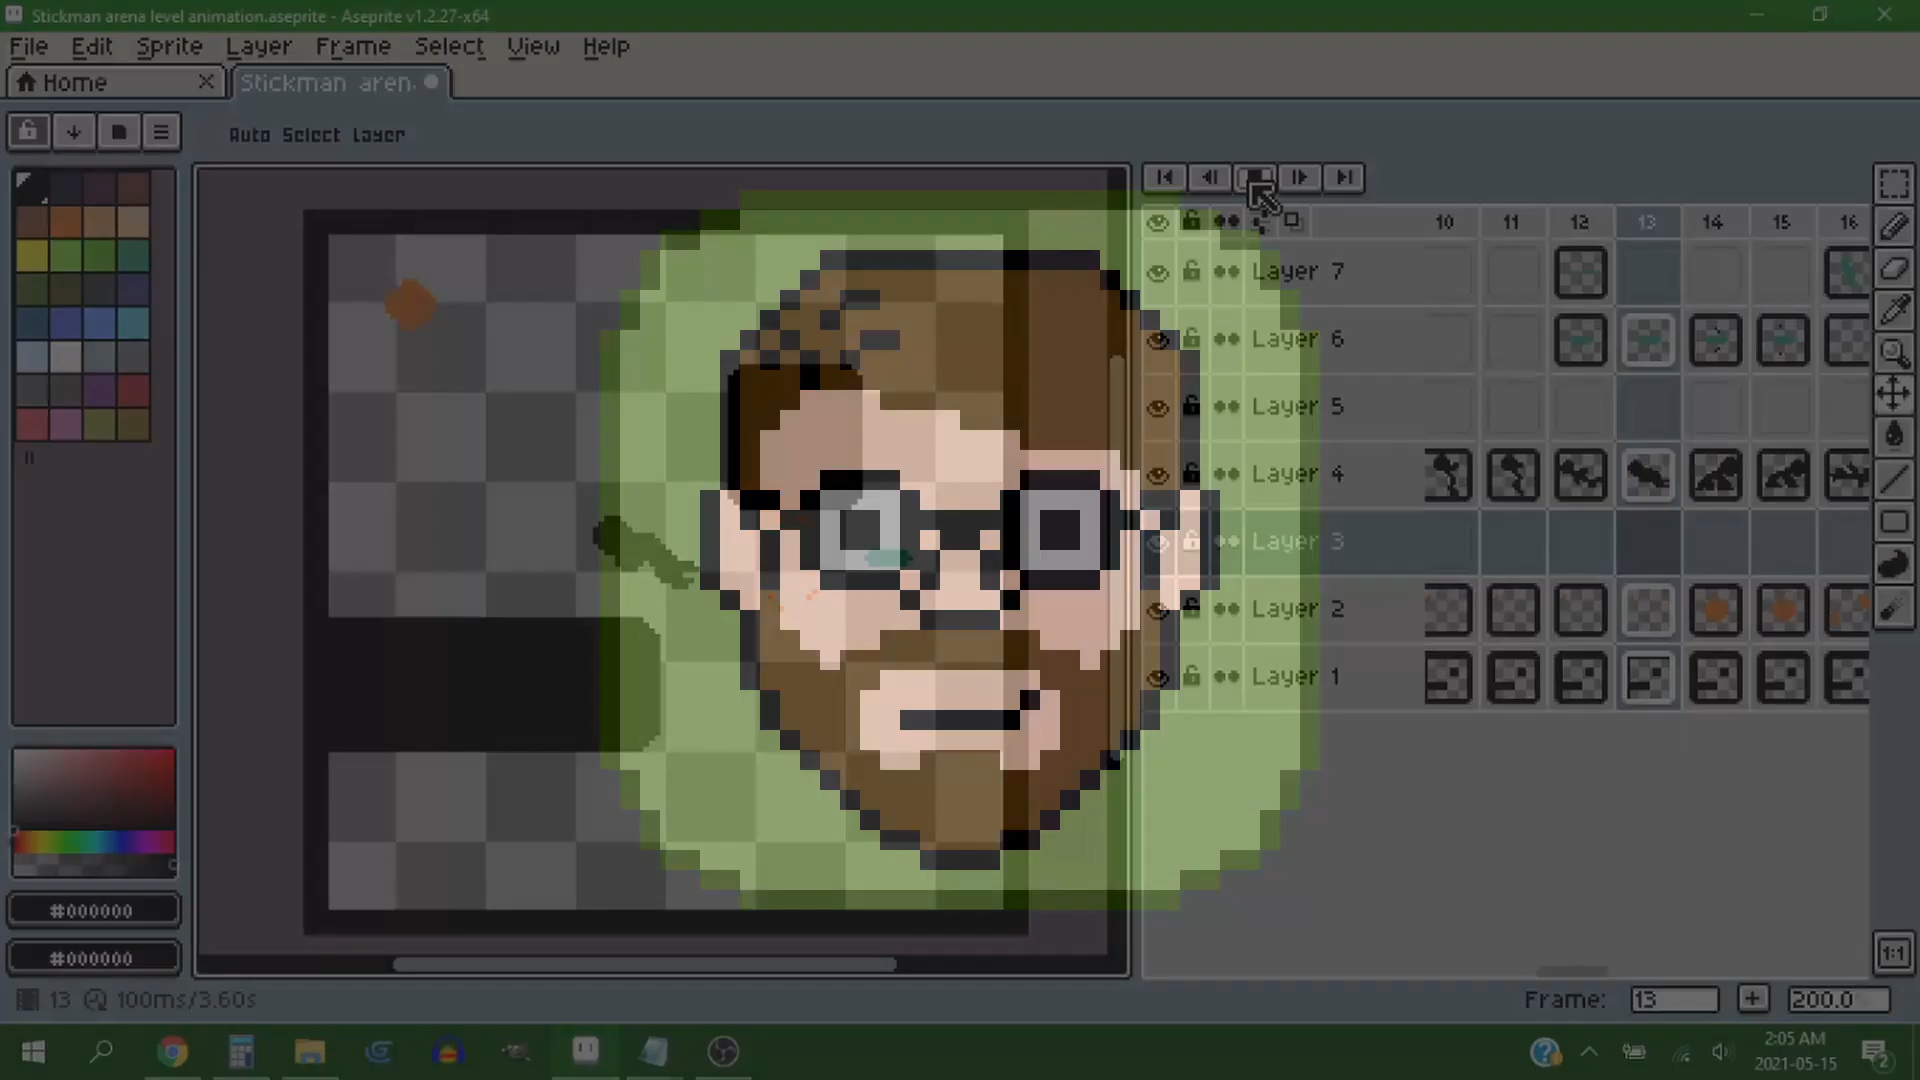 Stickman arena level animation.aseprite - Aseprite v1.2.27-x64
File Edit Sprite Layer Frame Select View Help
Home
Stickman aren.
Auto Select Layer
10 11 12 13 14 15 16
Layer 7
Layer 6
Layer 5
Layer 4
Layer 3
Layer 2
Layer 1
1:1
#000000
#000000
13 100ms/3.60s
Frame: 13 + 200.0
2:05 AM
2021-05-15
2